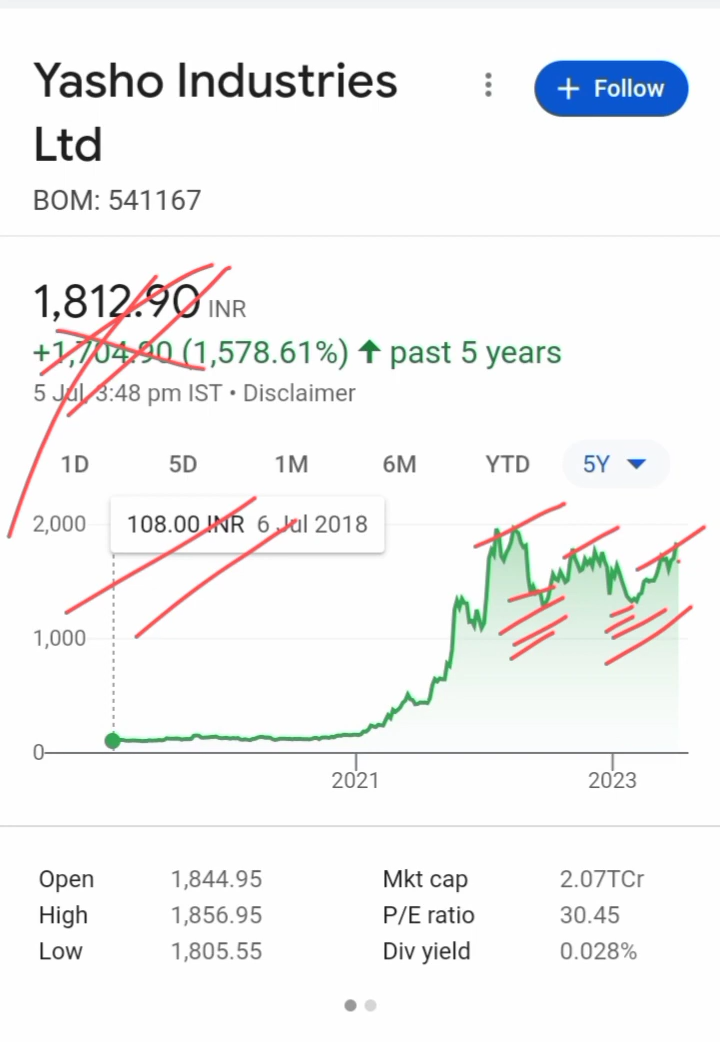 Yasho Industries
Ltd
+ Follow
BOM: 541167
1,812.90 INR
+1,704.90 (1,578.61%) ↑ past 5 years
5 Jul, 3:48 pm IST • Disclaimer
1D 5D 1M 6M YTD 5Y
2,000
108.00 INR 6 Jul 2018
1,000
0
2021 2023
Open 1,844.95 Mkt cap 2.07TCr
High 1,856.95 P/E ratio 30.45
Low 1,805.55 Div yield 0.028%